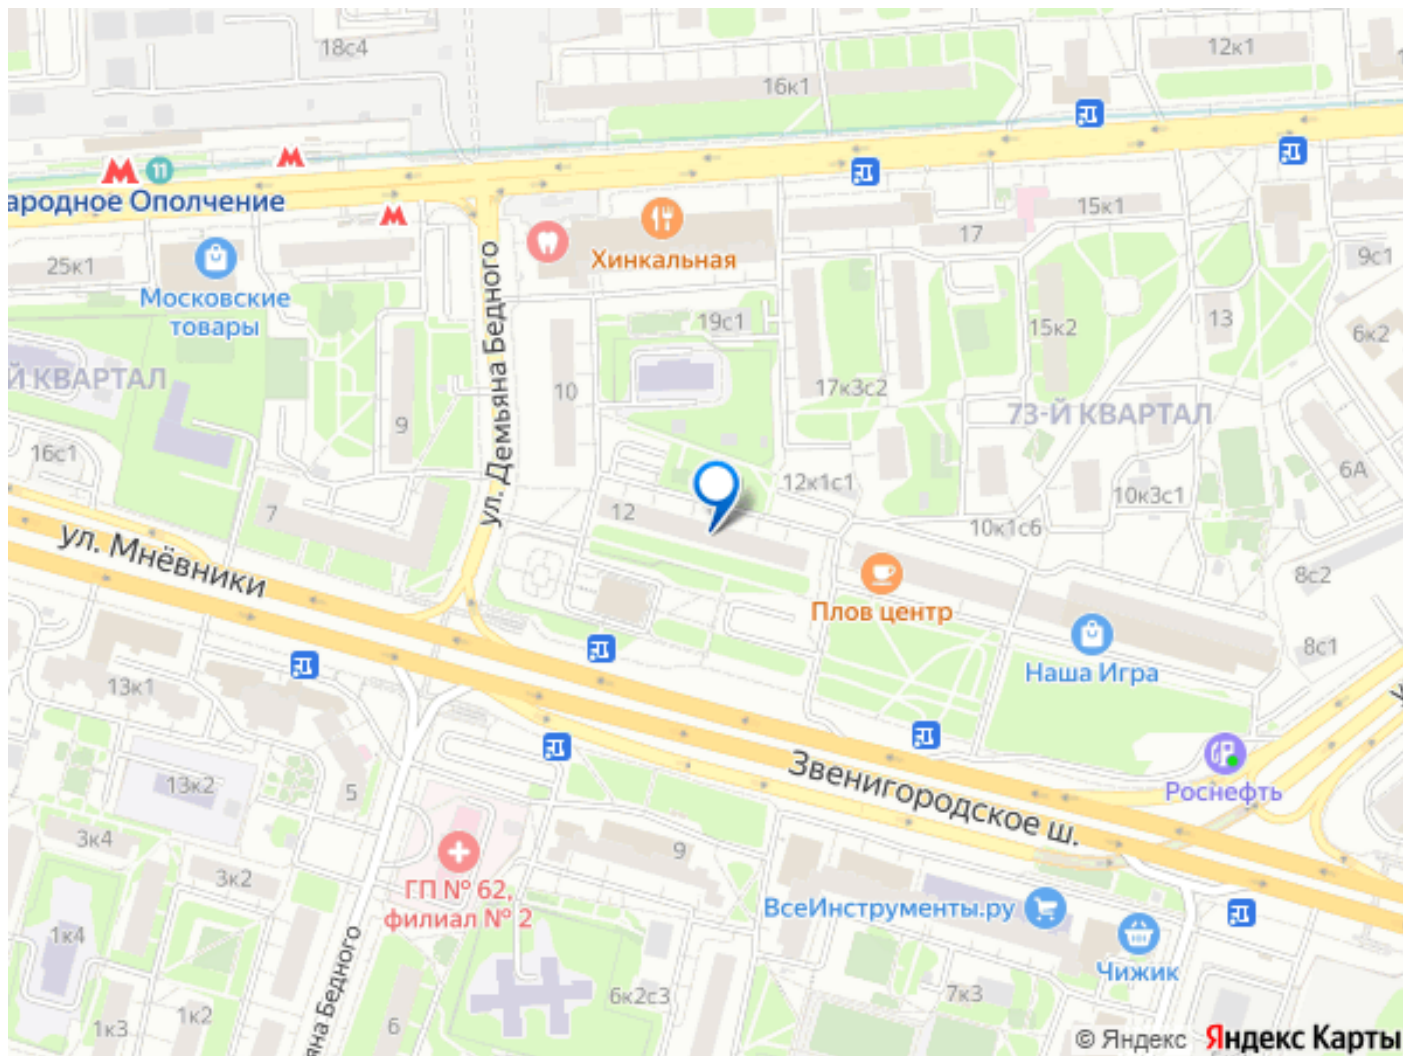 18с4
12к1
16к1
11
ародное Ополчение
15к1
17
25к1
Хинкальная
9с1
Московские
товары
ул. Демьяна Бедного
19с1
15к2
13
6к2
Й КВАРТАЛ
10
17к3с2
73-Й КВАРТАЛ
9
16с1
6А
12к1с1
10к3с1
7
12
10к1с6
ул. Мнёвники
8с2
Плов центр
8с1
Наша Игра
13к1
Звенигородское ш.
Роснефть
13к2
5
3к4
9
3к2
ГП № 62,
филиал № 2
ВсеИнструменты.ру
1к4
Чижик
6к2с3
7к3
1к3
1к2
6
яна Бедного
© Яндекс Яндекс Карты